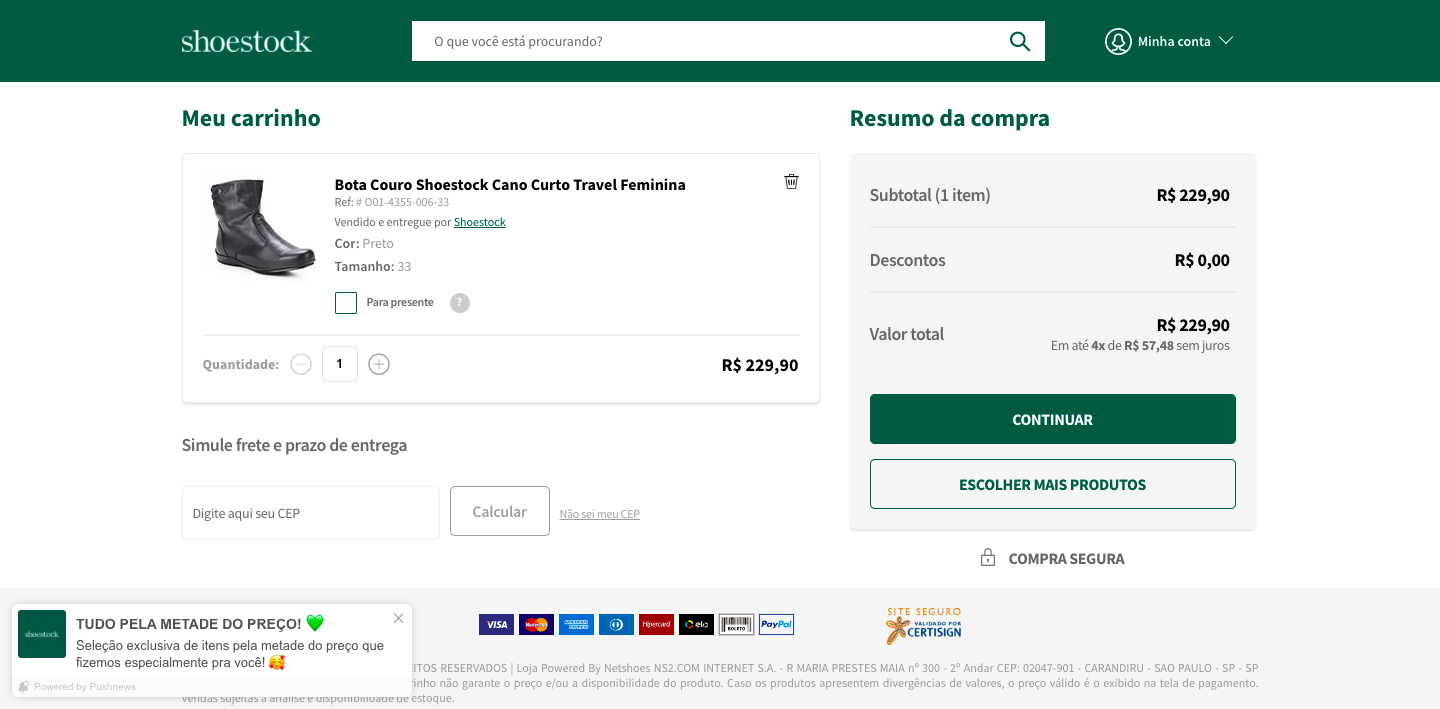 shoestock
O que você está procurando?
Minha conta
Meu carrinho
Resumo da compra
Bota Couro Shoestock Cano Curto Travel Feminina
Ref: # O01-4355-006-33
Vendido e entregue por Shoestock
Cor: Preto
Tamanho: 33
Para presente ?
Quantidade: 1 R$ 229,90
Subtotal (1 item) R$ 229,90
Descontos R$ 0,00
Valor total R$ 229,90
Em até 4x de R$ 57,48 sem juros
CONTINUAR
ESCOLHER MAIS PRODUTOS
COMPRA SEGURA
Simule frete e prazo de entrega
Digite aqui seu CEP
Calcular
Não sei meu CEP
VISA MasterCard Hipercard elo BOLETO PayPal
SITE SEGURO
VALIDADO POR
CERTISIGN
shoestock
TUDO PELA METADE DO PREÇO! 💚
Seleção exclusiva de itens pela metade do preço que
fizemos especialmente pra você! 🥰
Powered by Pushnews
CITOS RESERVADOS | Loja Powered By Netshoes NS2.COM INTERNET S.A. - R MARIA PRESTES MAIA nº 300 - 2º Andar CEP: 02047-901 - CARANDIRU - SAO PAULO - SP - SP
rinho não garante o preço e/ou a disponibilidade do produto. Caso os produtos apresentem divergências de valores, o preço válido é o exibido na tela de pagamento.
Vendas sujeitas à análise e disponibilidade de estoque.